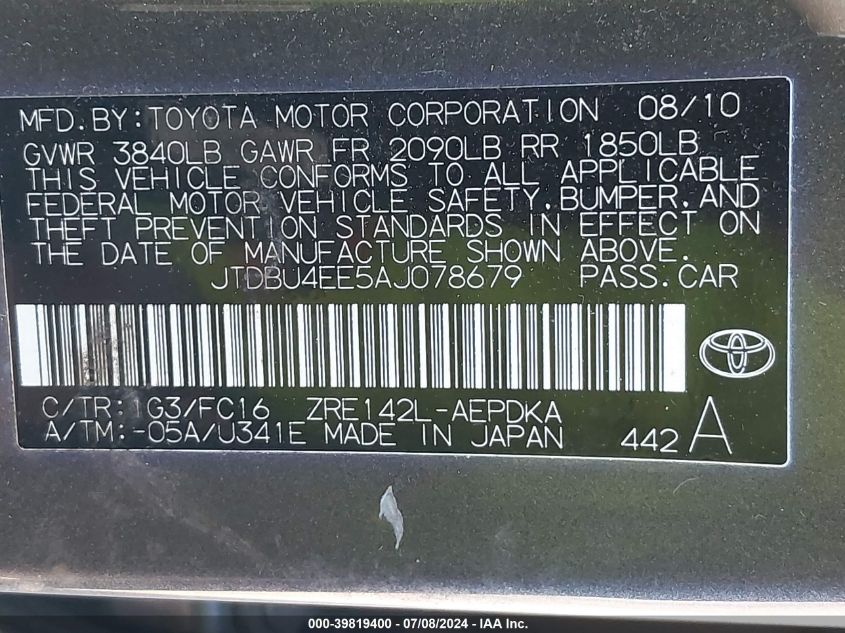 MFD. BY: TOYOTA MOTOR CORPORATION 08/10
GVWR 3840LB GAWR FR 2090LB RR 1850LB
THIS VEHICLE CONFORMS TO ALL APPLICABLE
FEDERAL MOTOR VEHICLE SAFETY, BUMPER, AND
THEFT PREVENTION STANDARDS IN EFFECT ON
THE DATE OF MANUFACTURE SHOWN ABOVE.
JTDBU4EE5AJ078679 PASS. CAR
C/TR: 1G3/FC16 ZRE142L-AEPDKA
A/TM: -05A/U341E MADE IN JAPAN 442 A
000-39819400 - 07/08/2024 - IAA Inc.